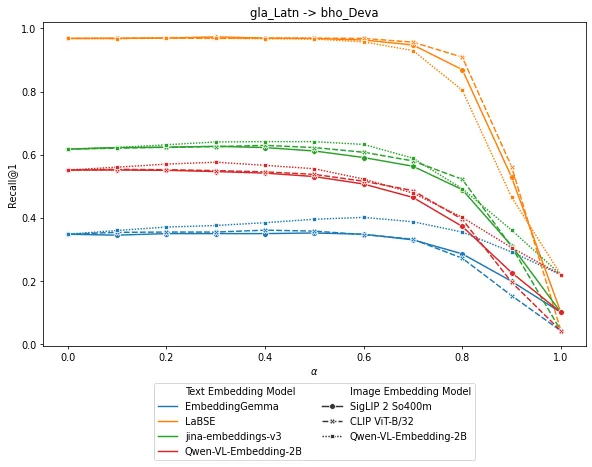 gla_Latn -> bho_Deva
Recall@1
1.0
0.8
0.6
0.4
0.2
0.0
0.0 0.2 0.4 0.6 0.8 1.0
α
Text Embedding Model Image Embedding Model
EmbeddingGemma SigLIP 2 So400m
LaBSE CLIP ViT-B/32
jina-embeddings-v3 Qwen-VL-Embedding-2B
Qwen-VL-Embedding-2B